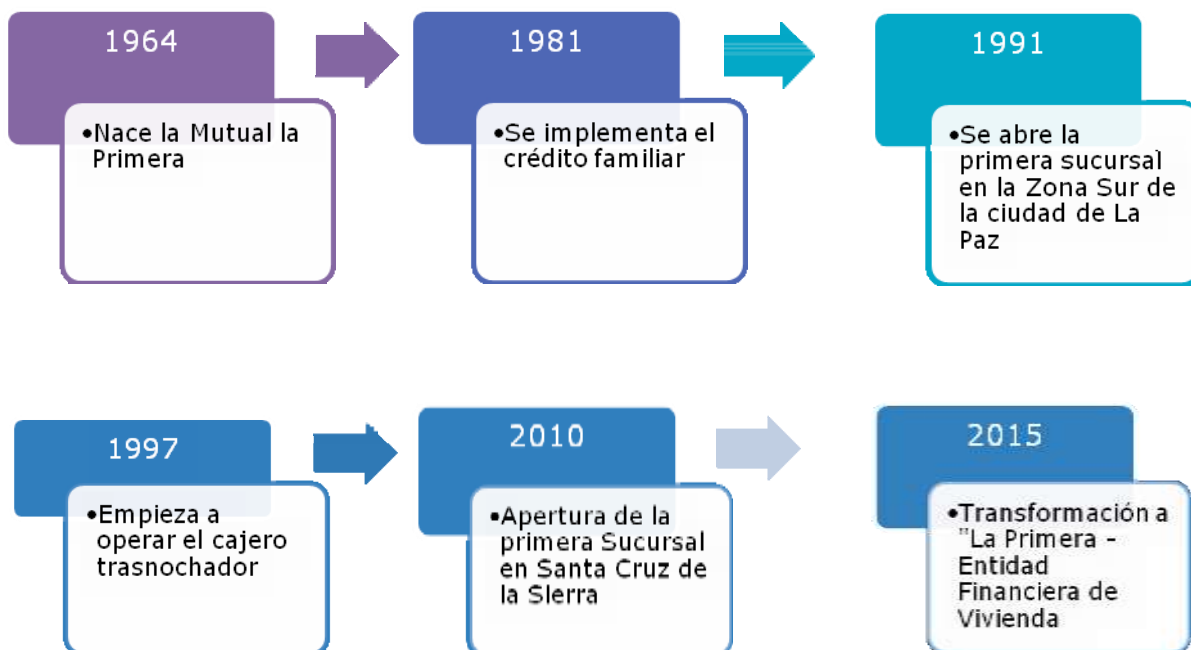 1964
•Nace la Mutual la
Primera
1981
•Se implementa el
crédito familiar
1991
•Se abre la
primera sucursal
en la Zona Sur de
la ciudad de La
Paz
1997
•Empieza a
operar el cajero
trasnochador
2010
•Apertura de la
primera Sucursal
en Santa Cruz de
la Sierra
2015
•Transformación a
"La Primera -
Entidad
Financiera de
Vivienda